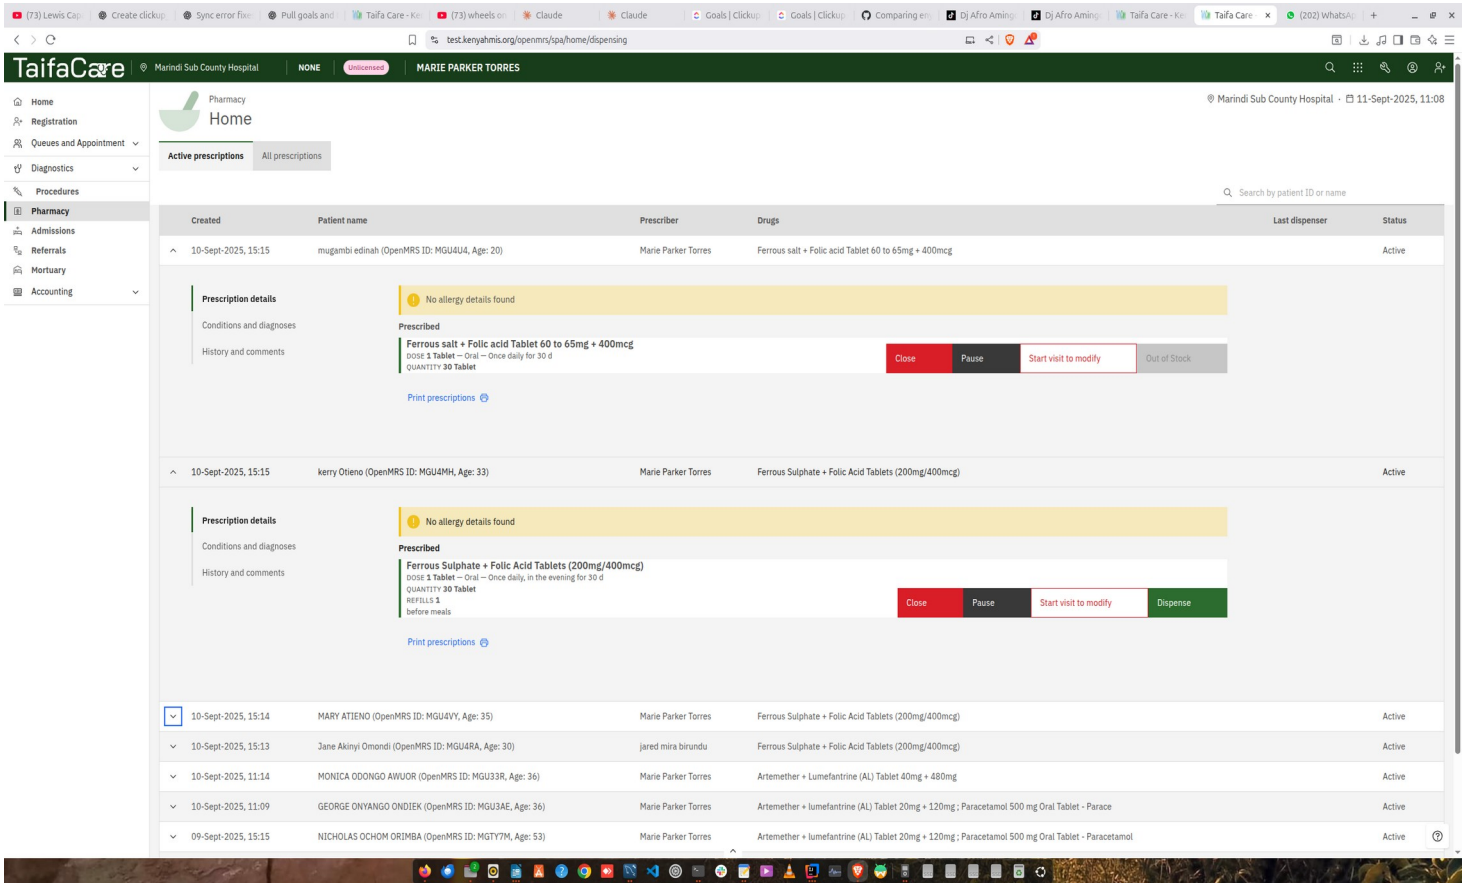 (73) Lewis Cap
Create clickup
Sync error fixe
Pull goals and
Taifa Care - Ke
(73) wheels on
Claude
Claude
Goals | Clickup
Goals | Clickup
Comparing em
Dj Afro Aming
Dj Afro Aming
Taifa Care - Ke
Taifa Care
(202) WhatsAp
test.kenyahmis.org/openmrs/spa/home/dispensing
TaifaCare
Marindi Sub County Hospital
NONE
Unlicensed
MARIE PARKER TORRES
Home
Registration
Queues and Appointment
Diagnostics
Procedures
Pharmacy
Admissions
Referrals
Mortuary
Accounting
Pharmacy
Home
Marindi Sub County Hospital · 11-Sept-2025, 11:08
Active prescriptions
All prescriptions
Search by patient ID or name
Created Patient name Prescriber Drugs Last dispenser Status
10-Sept-2025, 15:15 mugambi edinah (OpenMRS ID: MGU4U4, Age: 20) Marie Parker Torres Ferrous salt + Folic acid Tablet 60 to 65mg + 400mcg Active
Prescription details
Conditions and diagnoses
History and comments
No allergy details found
Prescribed
Ferrous salt + Folic acid Tablet 60 to 65mg + 400mcg
DOSE 1 Tablet — Oral — Once daily for 30 d
QUANTITY 30 Tablet
Close
Pause
Start visit to modify
Out of Stock
Print prescriptions
10-Sept-2025, 15:15 kerry Otieno (OpenMRS ID: MGU4MH, Age: 33) Marie Parker Torres Ferrous Sulphate + Folic Acid Tablets (200mg/400mcg) Active
Prescription details
Conditions and diagnoses
History and comments
No allergy details found
Prescribed
Ferrous Sulphate + Folic Acid Tablets (200mg/400mcg)
DOSE 1 Tablet — Oral — Once daily, in the evening for 30 d
QUANTITY 30 Tablet
REFILLS 1
before meals
Close
Pause
Start visit to modify
Dispense
Print prescriptions
10-Sept-2025, 15:14 MARY ATIENO (OpenMRS ID: MGU4VY, Age: 35) Marie Parker Torres Ferrous Sulphate + Folic Acid Tablets (200mg/400mcg) Active
10-Sept-2025, 15:13 Jane Akinyi Omondi (OpenMRS ID: MGU4RA, Age: 30) jared mira birundu Ferrous Sulphate + Folic Acid Tablets (200mg/400mcg) Active
10-Sept-2025, 11:14 MONICA ODONGO AWUOR (OpenMRS ID: MGU33R, Age: 36) Marie Parker Torres Artemether + Lumefantrine (AL) Tablet 40mg + 480mg Active
10-Sept-2025, 11:09 GEORGE ONYANGO ONDIEK (OpenMRS ID: MGU3AE, Age: 36) Marie Parker Torres Artemether + lumefantrine (AL) Tablet 20mg + 120mg ; Paracetamol 500 mg Oral Tablet - Parace Active
09-Sept-2025, 15:15 NICHOLAS OCHOM ORIMBA (OpenMRS ID: MGTY7M, Age: 53) Marie Parker Torres Artemether + lumefantrine (AL) Tablet 20mg + 120mg ; Paracetamol 500 mg Oral Tablet - Paracetamol Active